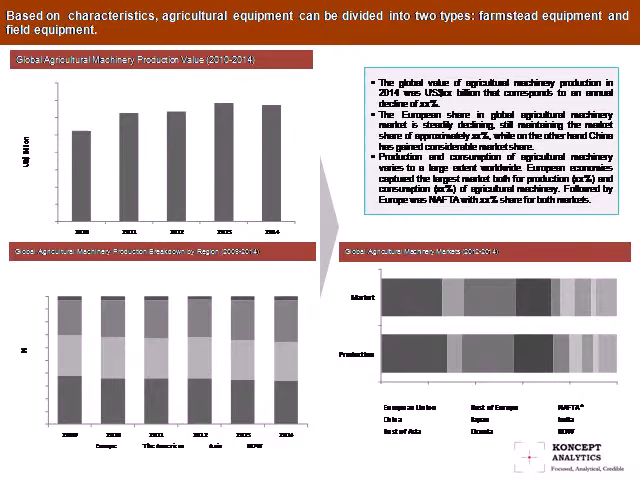 Based on characteristics, agricultural equipment can be divided into two types: farmstead equipment and
field equipment.
Global Agricultural Machinery Production Value (2010-2014)
2010 2011 2012 2013 2014
• The global value of agricultural machinery production in
2014 was US$xx billion that corresponds to an annual
decline of xx%.
• The European share in global agricultural machinery
market is steadily declining, still maintaining the market
share of approximately xx%, while on the other hand China
has gained considerable market share.
• Production and consumption of agricultural machinery
varies to a large extent worldwide. European economies
captured the largest market both for production (xx%) and
consumption (xx%) of agricultural machinery. Followed by
Europe was NAFTA with xx% share for both markets.
Global Agricultural Machinery Production Breakdown by Region (2009-2014)
2009 2010 2011 2012 2013 2014
Europe The Americas Asia ROW
Global Agricultural Machinery Markets (2012-2014)
Market
Production
European Union Rest of Europe NAFTA*
China Japan India
Rest of Asia Oceania ROW
KONCEPT
ANALYTICS
Focused, Analytical, Credible